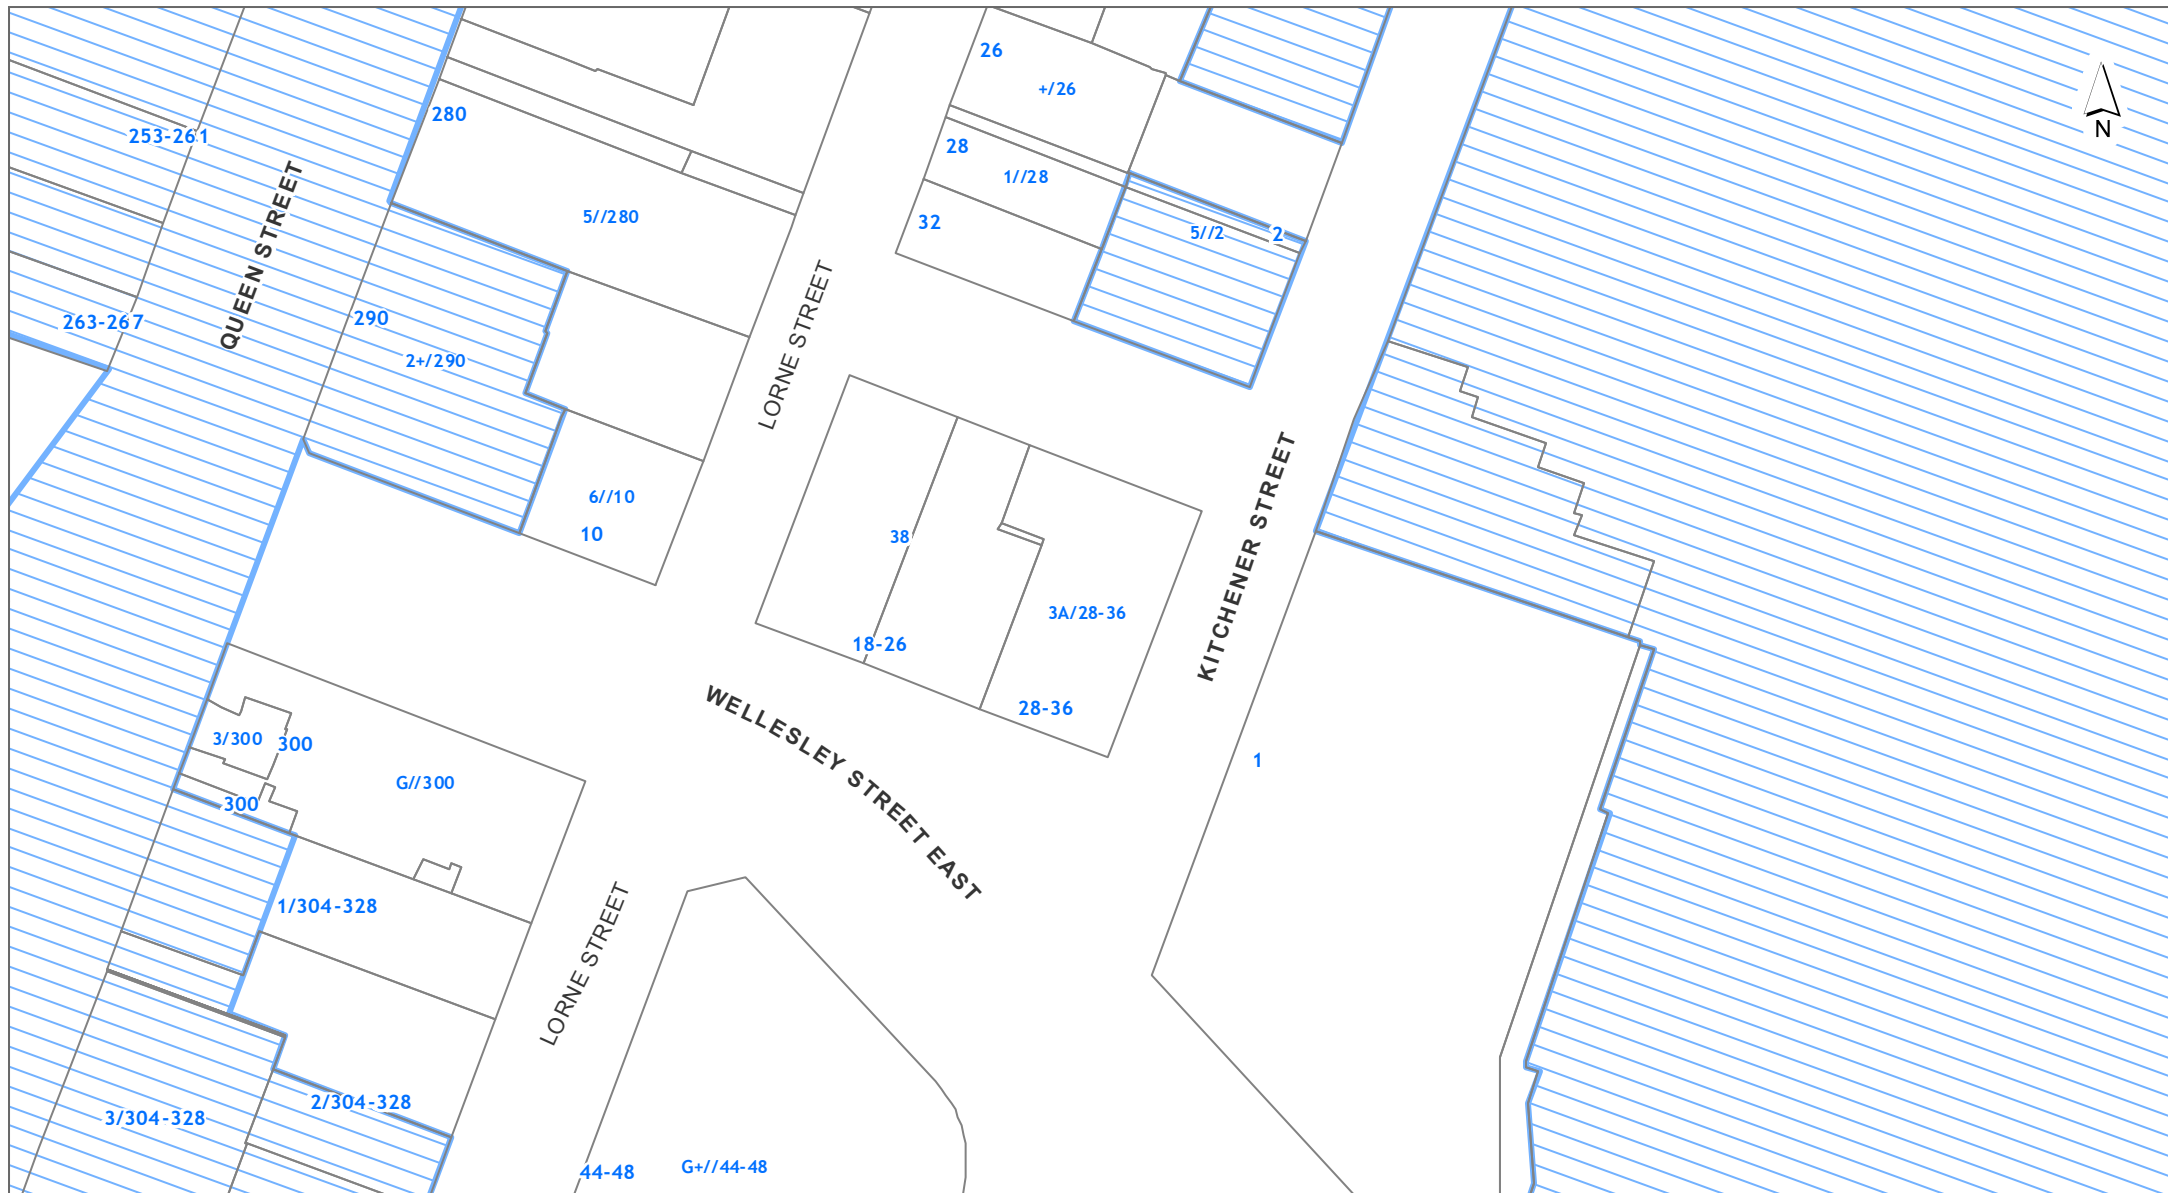 26
+/26
280
N
253-261
28
1//28
5//280
32
5//2
2
QUEEN STREET
263-267
290
LORNE STREET
2+/290
6//10
10
38
KITCHENER STREET
3A/28-36
18-26
28-36
WELLESLEY STREET EAST
3/300
300
1
G//300
300
1/304-328
LORNE STREET
2/304-328
3/304-328
44-48
G+//44-48